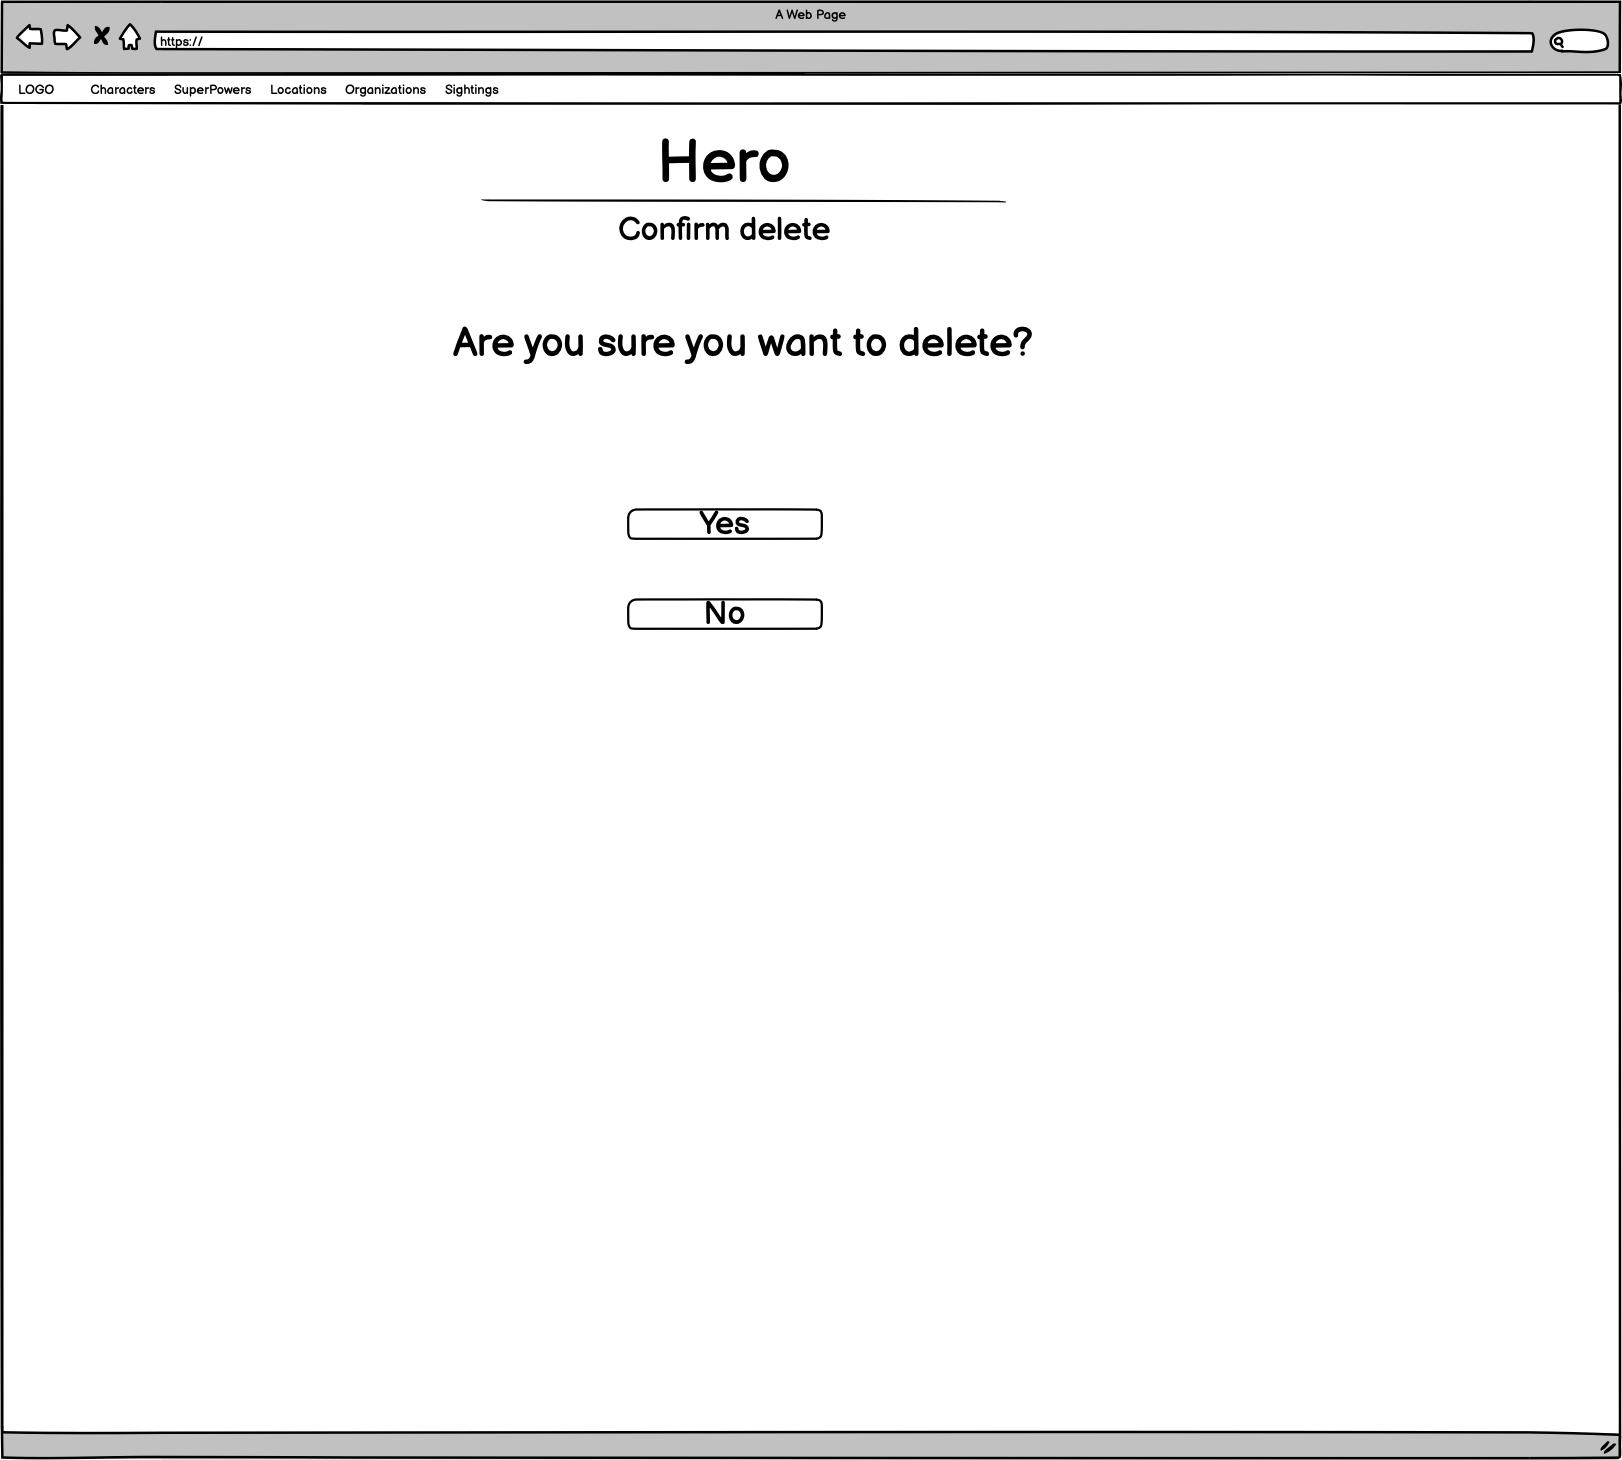 A Web Page
https://
LOGO Characters SuperPowers Locations Organizations Sightings
Hero
Confirm delete
Are you sure you want to delete?
Yes
No